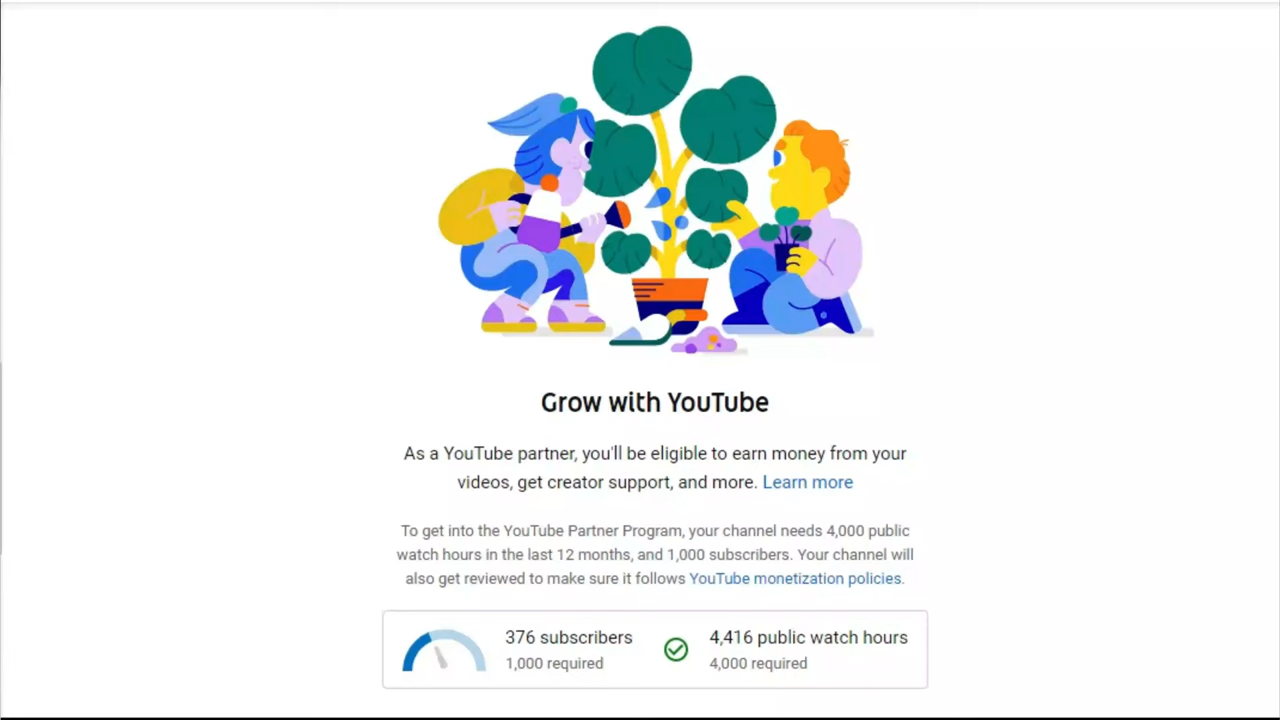 Grow with YouTube
As a YouTube partner, you'll be eligible to earn money from your
videos, get creator support, and more. Learn more
To get into the YouTube Partner Program, your channel needs 4,000 public
watch hours in the last 12 months, and 1,000 subscribers. Your channel will
also get reviewed to make sure it follows YouTube monetization policies.
376 subscribers
1,000 required
4,416 public watch hours
4,000 required